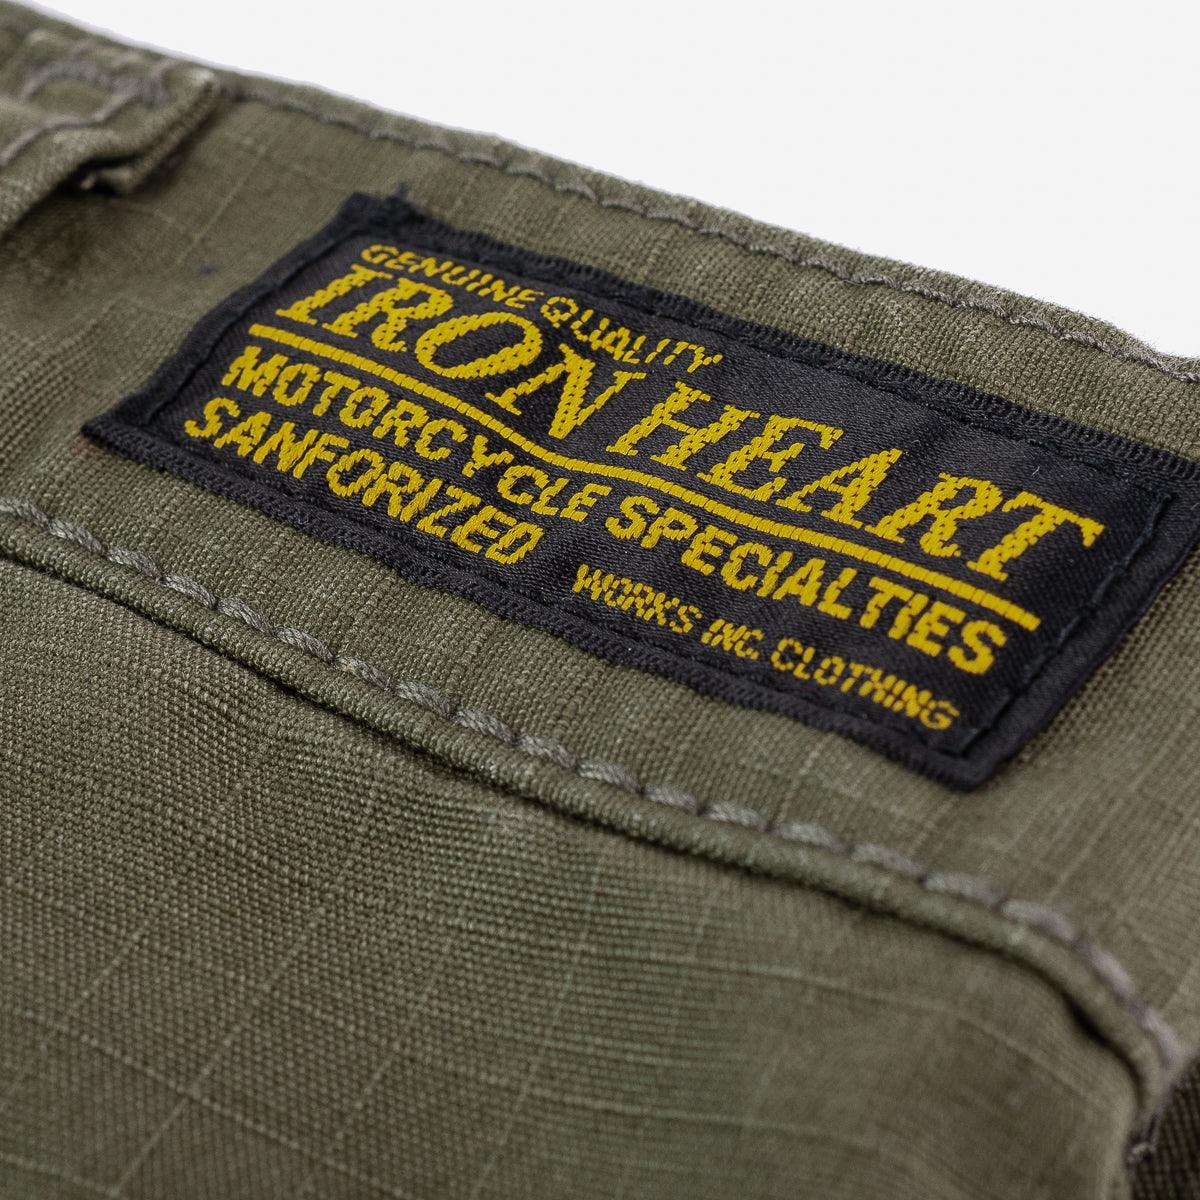 GENUINE QUALITY
IRON HEART
MOTORCYCLE SPECIALTIES
SANFORIZED
WORKS INC. CLOTHING